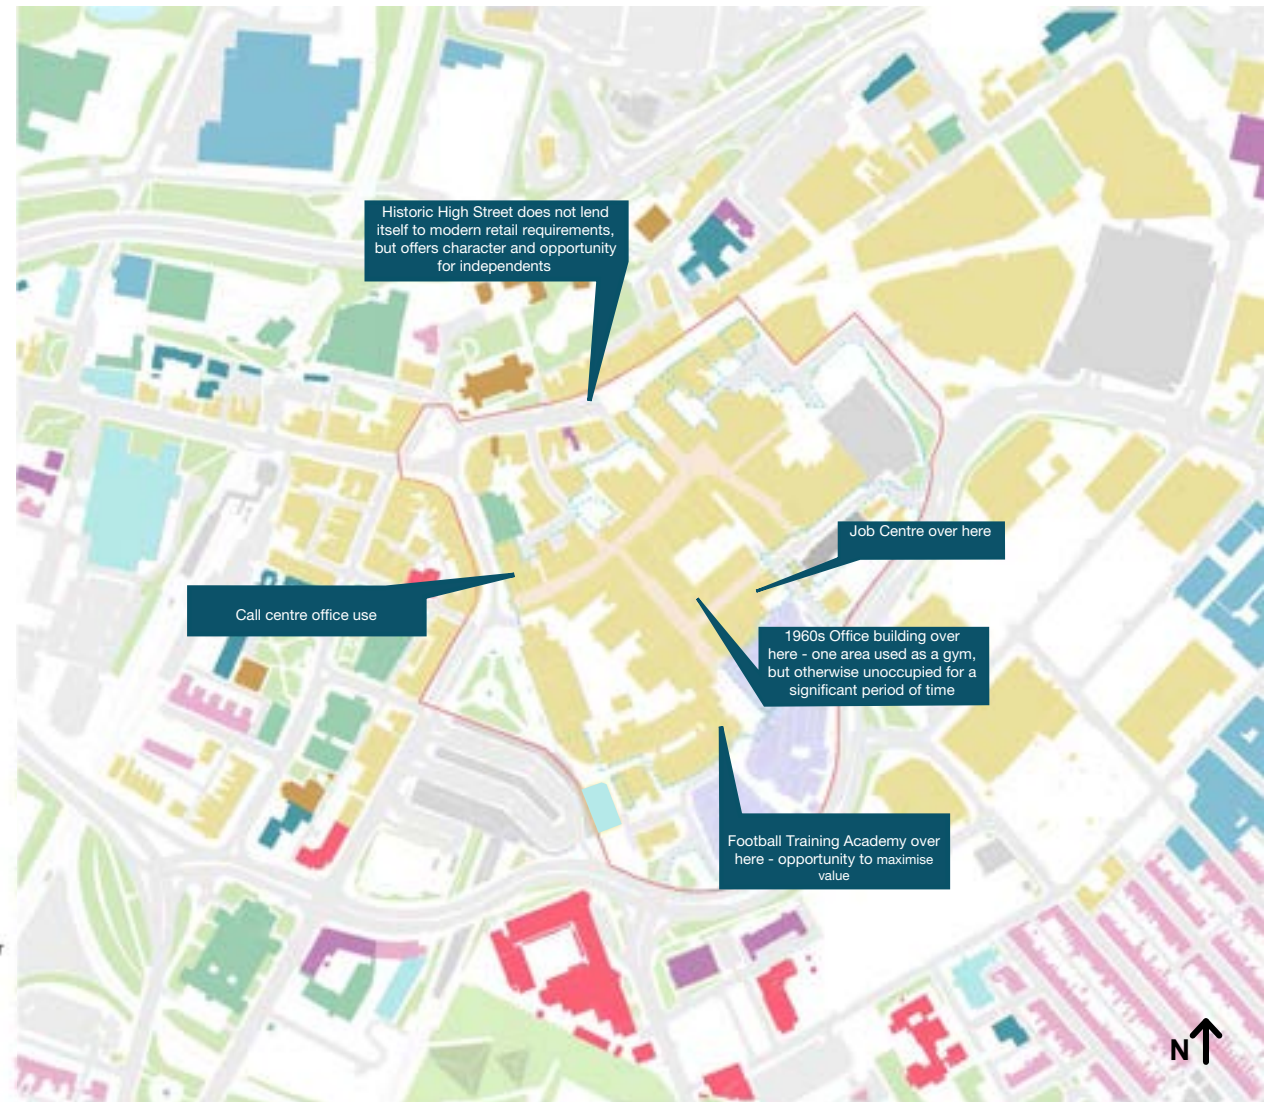 Historic High Street does not lend
itself to modern retail requirements,
but offers character and opportunity
for independents
Job Centre over here
Call centre office use
1960s Office building over
here - one area used as a gym,
but otherwise unoccupied for a
significant period of time
Football Training Academy over
here - opportunity to maximise
value
r
N